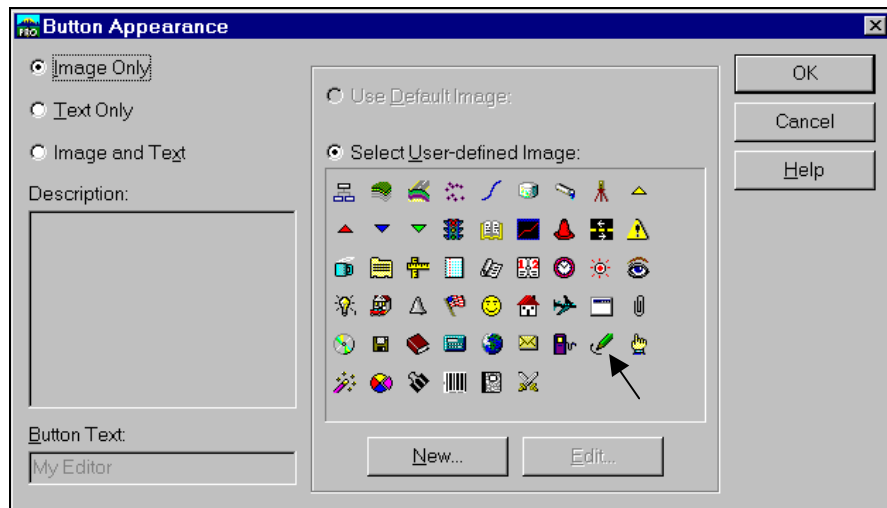 PRO
Button Appearance
Image Only
Text Only
Image and Text
Description:
Button Text:
My Editor
Use Default Image:
Select User-defined Image:
New...
Edit...
OK
Cancel
Help